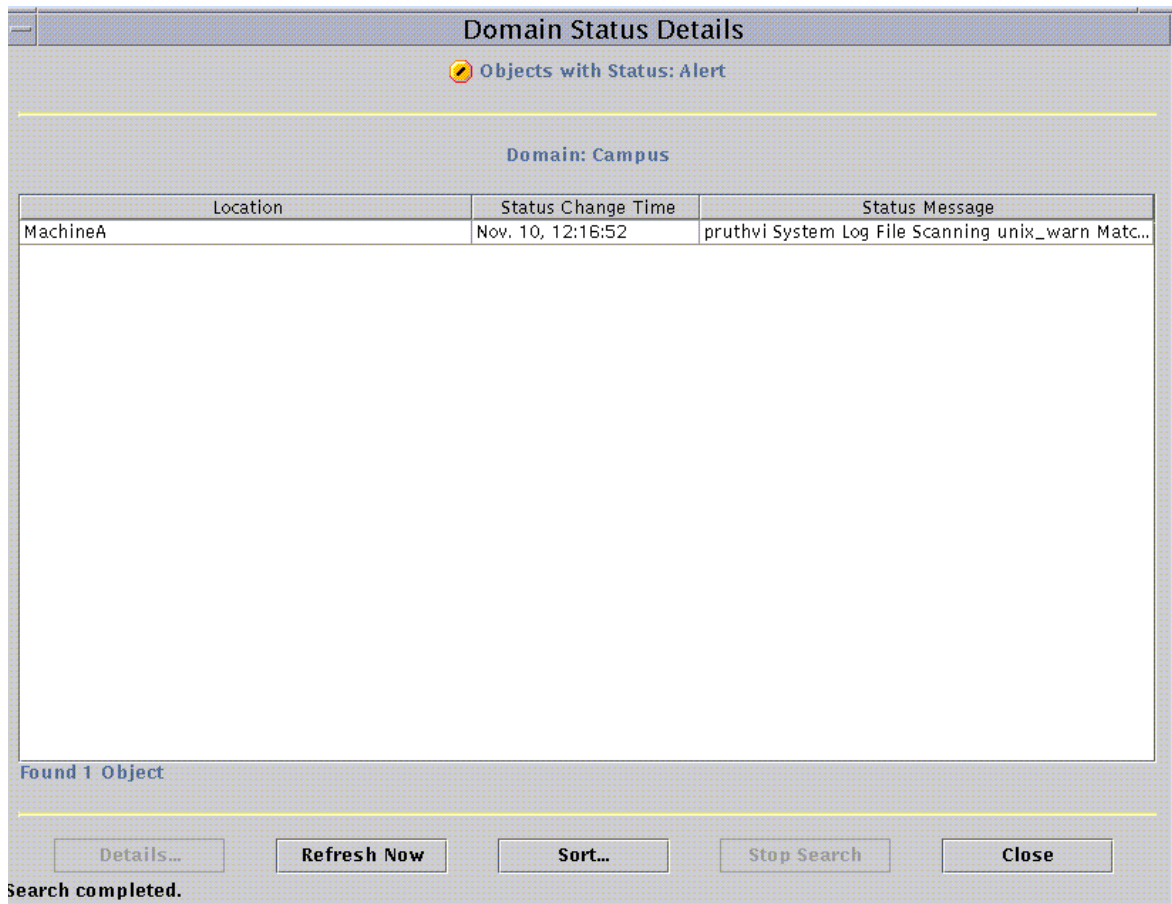 Domain Status Details
Objects with Status: Alert
Domain: Campus
Location Status Change Time Status Message
MachineA Nov. 10, 12:16:52 pruthvi System Log File Scanning unix_warn Matc...
Found 1 Object
Details... Refresh Now Sort... Stop Search Close
Search completed.